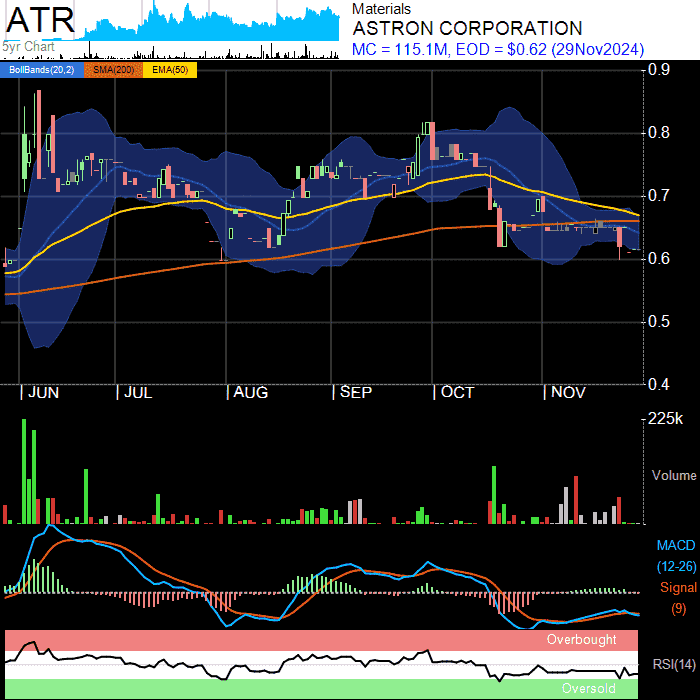 ATR
5yr Chart
Materials
ASTRON CORPORATION
MC = 115.1M, EOD = $0.62 (29Nov2024)
BollBands(20,2) SMA(200) EMA(50)
0.9
0.8
0.7
0.6
0.5
0.4
JUN JUL AUG SEP OCT NOV
225k
Volume
MACD
(12-26)
Signal
(9)
Overbought
RSI(14)
Oversold